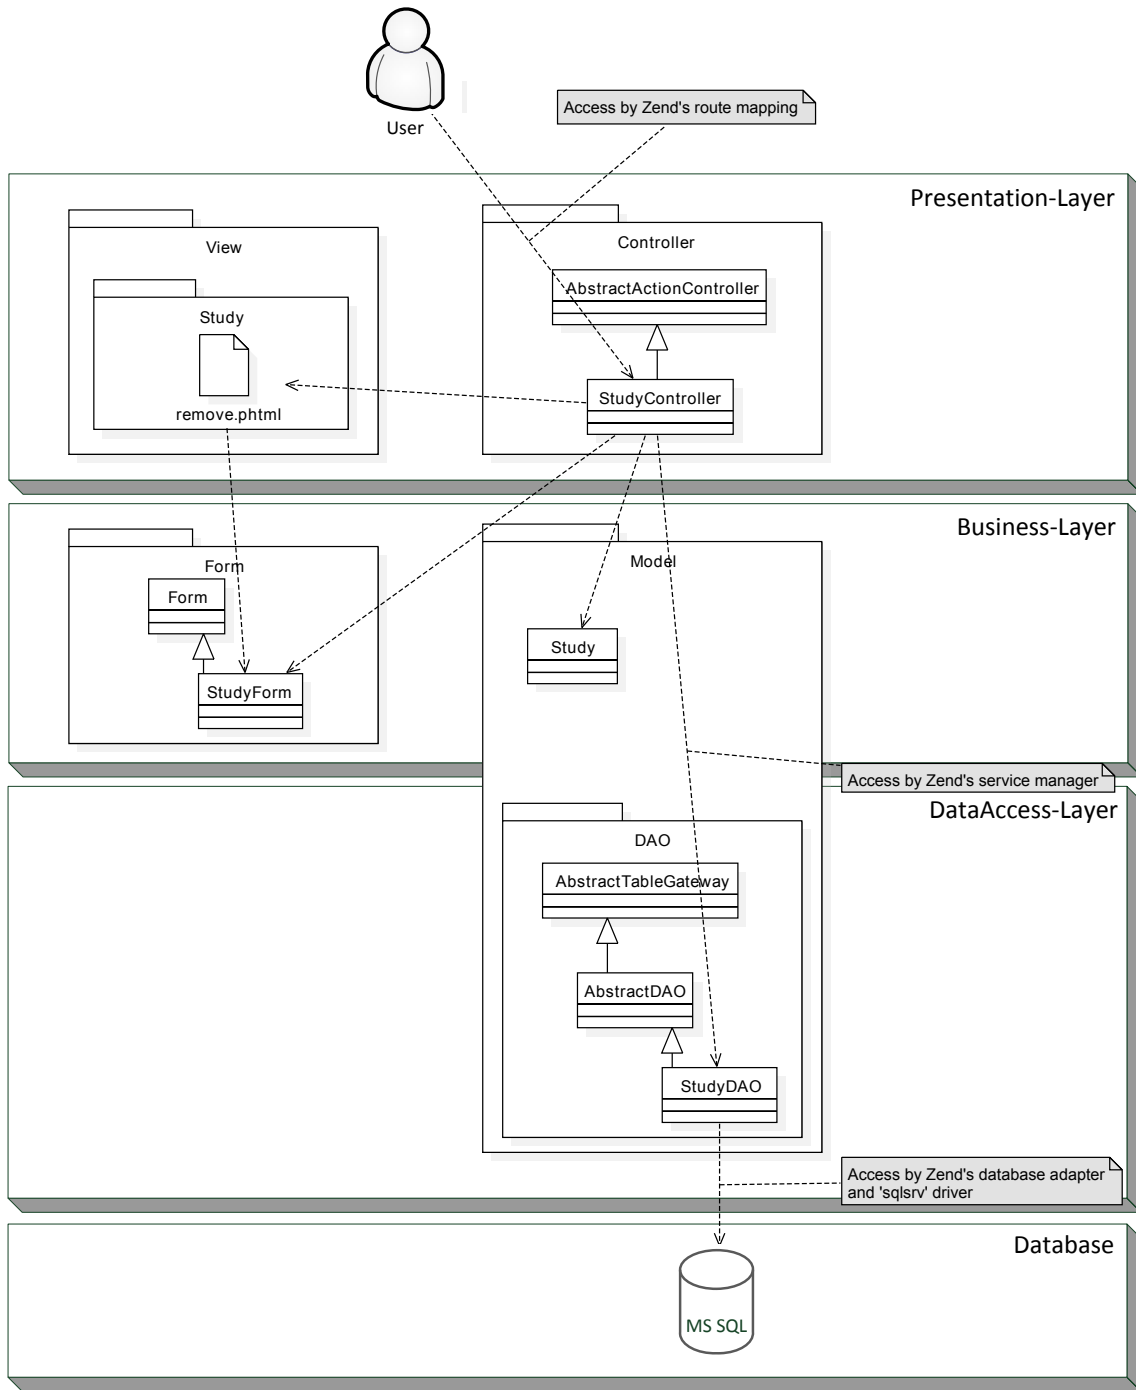 User
Access by Zend's route mapping
Presentation-Layer
View
Controller
AbstractActionController
Study
StudyController
remove.phtml
Business-Layer
Form
Model
Form
Study
StudyForm
Access by Zend's service manager
DataAccess-Layer
DAO
AbstractTableGateway
AbstractDAO
StudyDAO
Access by Zend's database adapter
and 'sqlsrv' driver
Database
MS SQL